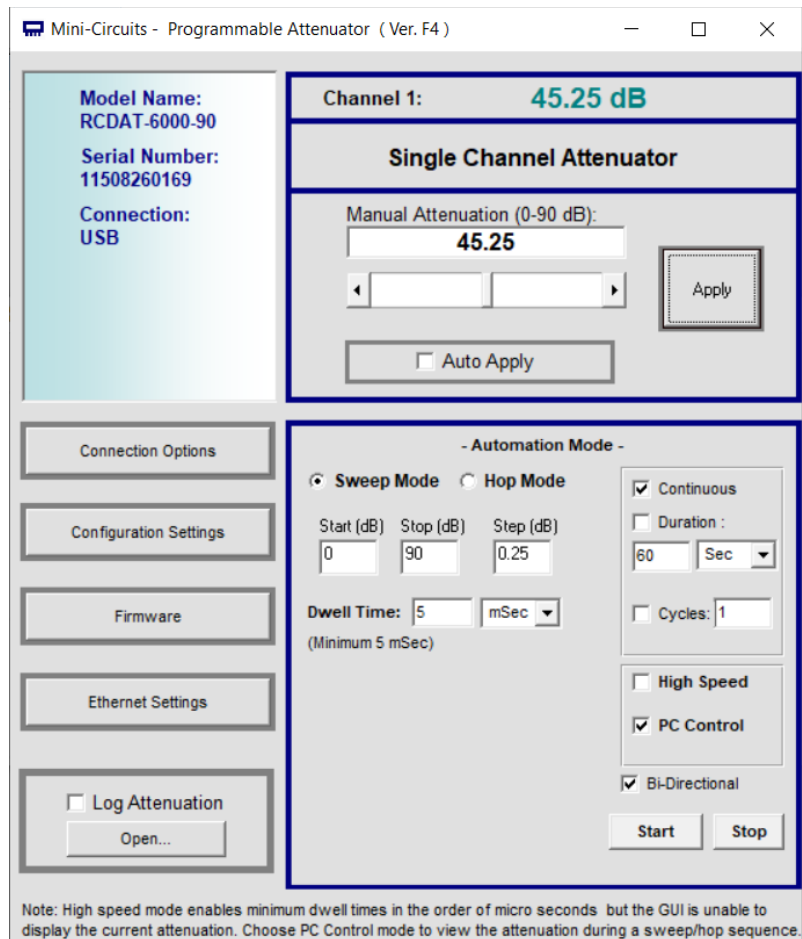 Mini-Circuits - Programmable Attenuator ( Ver. F4 )
Model Name:
RCDAT-6000-90
Serial Number:
11508260169
Connection:
USB
Channel 1: 45.25 dB
Single Channel Attenuator
Manual Attenuation (0-90 dB):
45.25
Apply
Auto Apply
Connection Options
Configuration Settings
Firmware
Ethernet Settings
Log Attenuation
Open...
- Automation Mode -
Sweep Mode Hop Mode
Start (dB) Stop (dB) Step (dB)
0 90 0.25
Dwell Time: 5 mSec
(Minimum 5 mSec)
Continuous
Duration :
60 Sec
Cycles: 1
High Speed
PC Control
Bi-Directional
Start Stop
Note: High speed mode enables minimum dwell times in the order of micro seconds but the GUI is unable to
display the current attenuation. Choose PC Control mode to view the attenuation during a sweep/hop sequence.